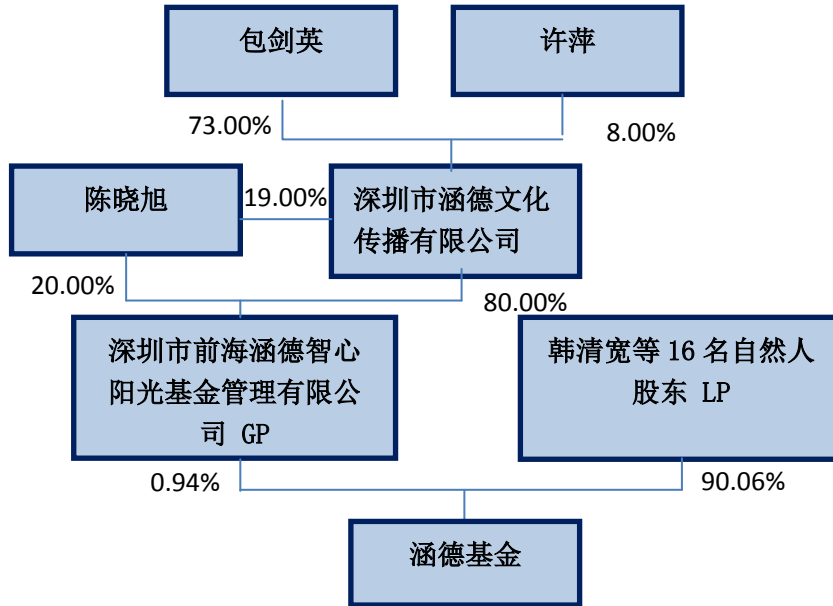 包剑英
许萍
73.00%
8.00%
陈晓旭
19.00%
深圳市涵德文化
传播有限公司
20.00%
80.00%
深圳市前海涵德智心
阳光基金管理有限公
司 GP
韩清宽等 16 名自然人
股东 LP
0.94%
90.06%
涵德基金